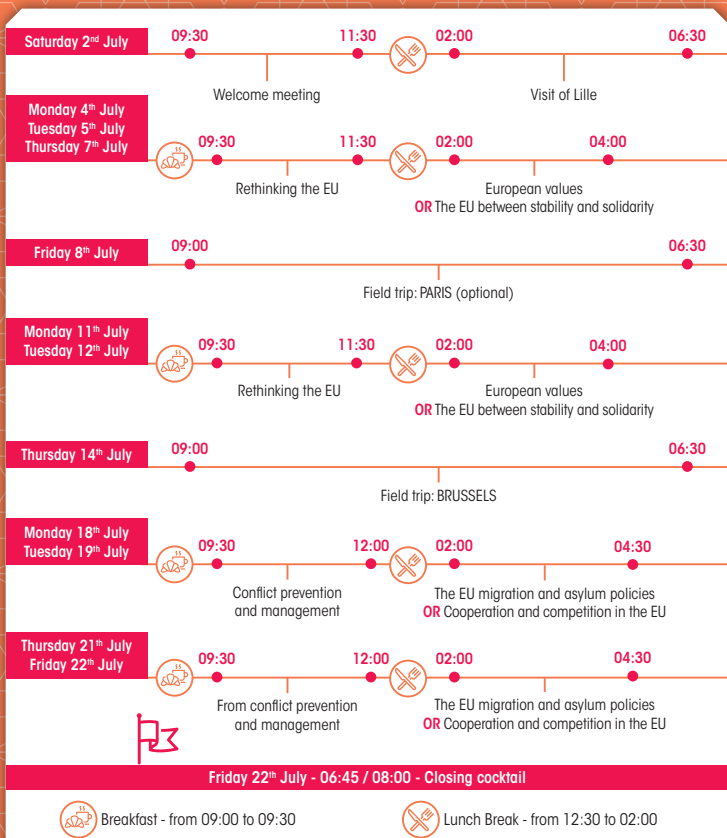 Saturday 2nd July
09:30 11:30 02:00 06:30
Welcome meeting Visit of Lille
Monday 4th July
Tuesday 5th July
Thursday 7th July
09:30 11:30 02:00 04:00
Rethinking the EU European values
OR The EU between stability and solidarity
Friday 8th July
09:00 06:30
Field trip: PARIS (optional)
Monday 11th July
Tuesday 12th July
09:30 11:30 02:00 04:00
Rethinking the EU European values
OR The EU between stability and solidarity
Thursday 14th July
09:00 06:30
Field trip: BRUSSELS
Monday 18th July
Tuesday 19th July
09:30 12:00 02:00 04:30
Conflict prevention The EU migration and asylum policies
and management OR Cooperation and competition in the EU
Thursday 21th July
Friday 22th July
09:30 12:00 02:00 04:30
From conflict prevention The EU migration and asylum policies
and management OR Cooperation and competition in the EU
Friday 22th July - 06:45 / 08:00 - Closing cocktail
Breakfast - from 09:00 to 09:30 Lunch Break - from 12:30 to 02:00